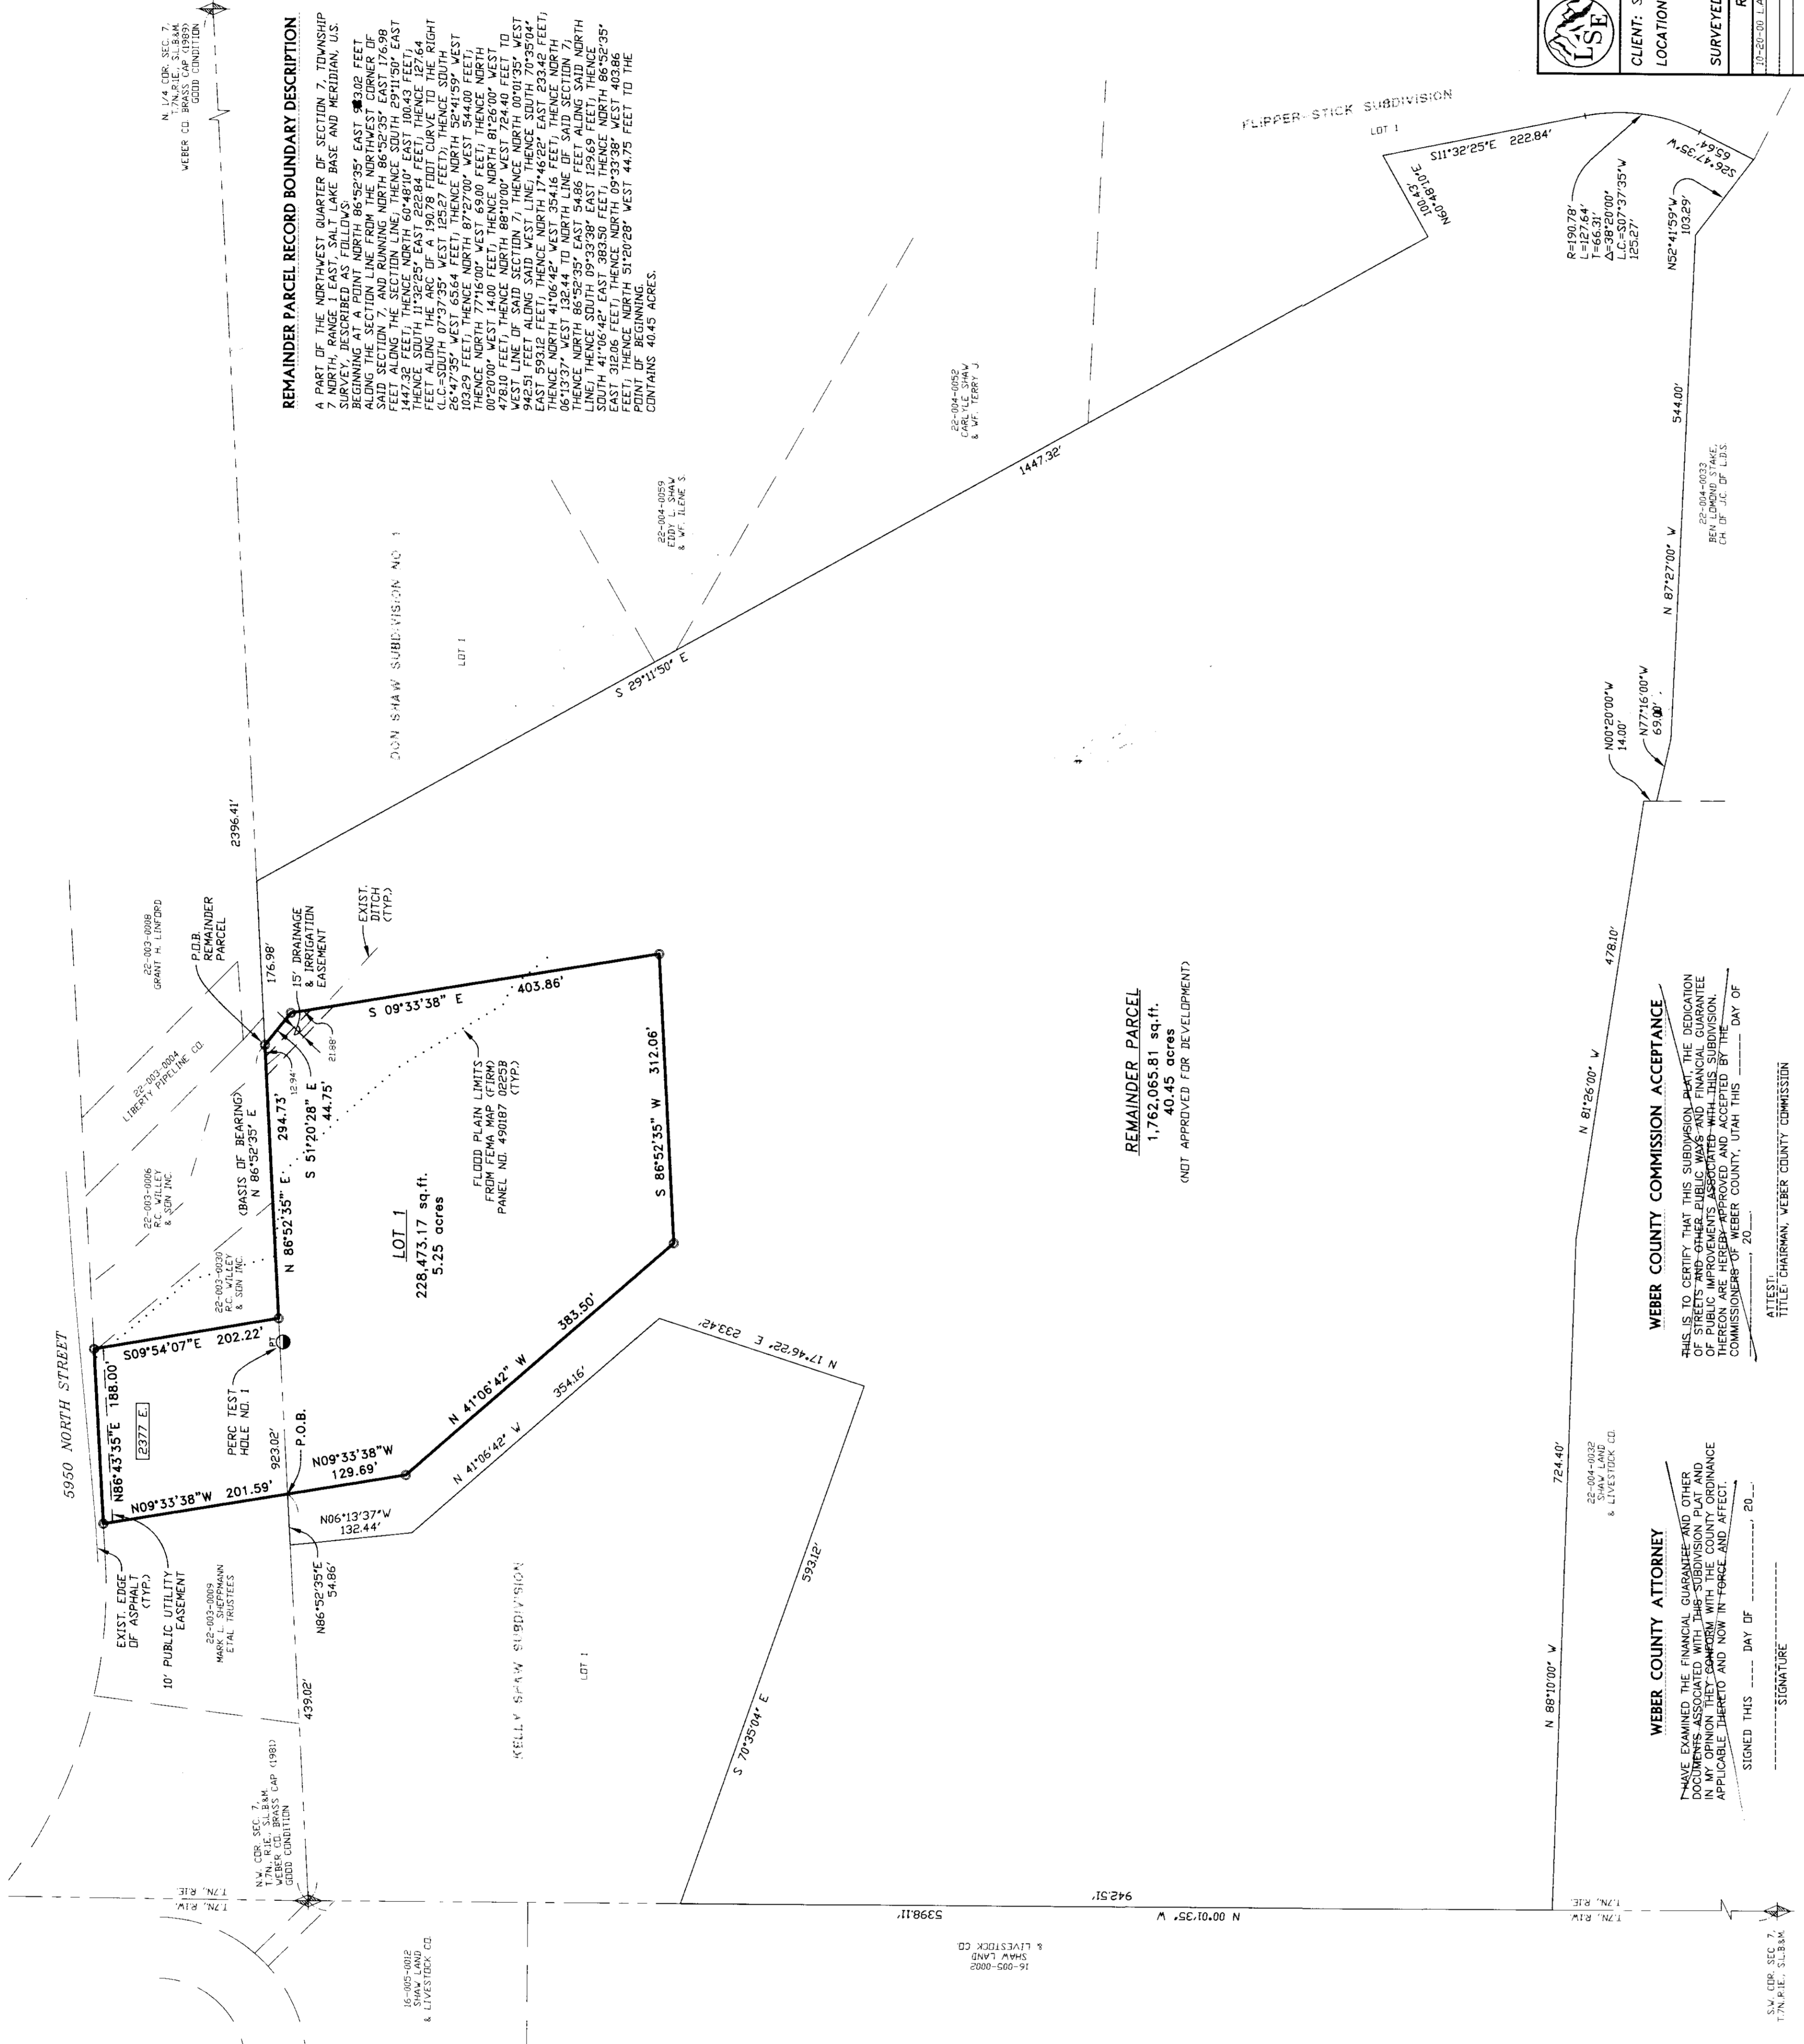 N. 1/4 COR. SEC. 7,
T.7N.,R.1E., S.L.B.&M.
WEBER CO. BRASS CAP (1989)
GOOD CONDITION
REMAINDER PARCEL RECORD BOUNDARY DESCRIPTION
A PART OF THE NORTHWEST QUARTER OF SECTION 7, TOWNSHIP
7 NORTH, RANGE 1 EAST, SALT LAKE BASE AND MERIDIAN, U.S.
SURVEY, DESCRIBED AS FOLLOWS:
BEGINNING AT A POINT NORTH 86°52'35" EAST FEET
ALONG THE SECTION LINE FROM THE NORTHWEST CORNER OF
SAID SECTION 7, AND RUNNING NORTH 86°52'35" EAST 176.98
FEET ALONG THE SECTION LINE; THENCE SOUTH 29°11'50" EAST
1447.32 FEET; THENCE NORTH 60°48'10" EAST 100.43 FEET;
THENCE SOUTH 11°32'25" EAST 222.84 FEET; THENCE 127.64
FEET ALONG THE ARC OF A 190.78 FOOT CURVE TO THE RIGHT
(L.C.=SOUTH 07°37'35" WEST 125.27 FEET); THENCE SOUTH
26°47'35" WEST 65.64 FEET; THENCE NORTH 52°41'59" WEST
103.29 FEET; THENCE NORTH 87°27'00" WEST 544.00 FEET;
THENCE NORTH 77°16'00" WEST 69.00 FEET; THENCE NORTH
00°20'00" WEST 14.00 FEET; THENCE NORTH 81°26'00" WEST
478.10 FEET; THENCE NORTH 88°10'00" WEST 724.40 FEET TO
WEST LINE OF SAID SECTION 7; THENCE NORTH 00°01'35" WEST
942.51 FEET ALONG SAID WEST LINE; THENCE SOUTH 70°35'04"
EAST 593.12 FEET; THENCE NORTH 17°46'22" EAST 233.42 FEET;
THENCE NORTH 41°06'42" WEST 354.16 FEET; THENCE NORTH
06°13'37" WEST 132.44 TO NORTH LINE OF SAID SECTION 7;
THENCE NORTH 86°52'35" EAST 54.86 FEET ALONG SAID NORTH
LINE; THENCE SOUTH 09°33'38" EAST 129.69 FEET; THENCE
SOUTH 41°06'42" EAST 383.50 FEET; THENCE NORTH 86°52'35"
EAST 312.06 FEET; THENCE NORTH 09°33'38" WEST 403.86
FEET; THENCE NORTH 51°20'28" WEST 44.75 FEET TO THE
POINT OF BEGINNING.
CONTAINS 40.45 ACRES.
5950 NORTH STREET
EXIST. EDGE
OF ASPHALT
(TYP.)
10' PUBLIC UTILITY
EASEMENT
22-003-0009
MARK L. SHEPPMANN
ETAL TRUSTEES
N86°43'35"E 188.00'
2377 E.
N09°33'38"W 201.59'
S09°54'07"E 202.22'
PERC TEST
HOLE NO. 1
PT
923.02'
P.O.B.
22-003-0030
R.C. WILLEY
& SON INC.
22-003-0006
R.C. WILLEY
& SON INC.
22-003-0004
LIBERTY PIPELINE CO.
22-003-0008
GRANT H. LINFORD
P.O.B.
REMAINDER
PARCEL
(BASIS OF BEARING)
N 86°52'35" E
2396.41'
176.98'
N 86°52'35" E 294.73'
12.94'
21.88'
S 51°20'28" E
44.75'
15' DRAINAGE
& IRRIGATION
EASEMENT
EXIST.
DITCH
(TYP.)
S 09°33'38" E 403.86'
FLOOD PLAIN LIMITS
FROM FEMA MAP (FIRM)
PANEL NO. 490187 0225B
(TYP.)
LOT 1
228,473.17 sq.ft.
5.25 acres
S 86°52'35" W 312.06'
N 41°06'42" W 383.50'
N09°33'38"W
129.69'
N 41°06'42" W 354.16'
N06°13'37"W
132.44'
N86°52'35"E
54.86'
439.02'
N.W. COR. SEC. 7,
T.7N., R.1E., S.L.B.&M.
WEBER CO. BRASS CAP (1981)
GOOD CONDITION
T.7N., R.1E.
T.7N., R.1W.
KELLY SHAW SUBDIVISION
LOT 1
N 17°46'22" E 233.42'
S 70°35'04" E 593.12'
DON SHAW SUBDIVISION NO. 1
LOT 1
22-004-0059
EDDY L. SHAW
& WF. ILENE S.
S 29°11'50" E 1447.32'
22-004-0052
CARLYLE SHAW
& WF. TERRY J.
FLIPPER-STICK SUBDIVISION
LOT 1
N60°48'10"E
100.43'
S11°32'25"E 222.84'
R=190.78'
L=127.64'
T=66.31'
Δ=38°20'00"
L.C.=S07°37'35"W
125.27'
S26°47'35"W
65.64'
N52°41'59"W
103.29'
N 87°27'00" W 544.00'
22-004-0033
BEN LOMOND STAKE,
CH. OF J.C. OF L.D.S.
N00°20'00"W
14.00'
N77°16'00"W
69.00'
N 81°26'00" W 478.10'
REMAINDER PARCEL
1,762,065.81 sq.ft.
40.45 acres
(NOT APPROVED FOR DEVELOPMENT)
N 88°10'00" W 724.40'
22-004-0032
SHAW LAND
& LIVESTOCK CO.
16-005-0012
SHAW LAND
& LIVESTOCK CO.
5398.11'
N 00°01'35" W 942.51'
16-005-0002
SHAW LAND
& LIVESTOCK CO.
T.7N., R.1E.
T.7N., R.1W.
S.W. COR. SEC. 7,
T.7N.,R.1E., S.L.B.&M.
WEBER COUNTY ATTORNEY
I HAVE EXAMINED THE FINANCIAL GUARANTEE AND OTHER
DOCUMENTS ASSOCIATED WITH THIS SUBDIVISION PLAT AND
IN MY OPINION THEY CONFORM WITH THE COUNTY ORDINANCE
APPLICABLE THERETO AND NOW IN FORCE AND AFFECT.
SIGNED THIS ____ DAY OF __________, 20__.
SIGNATURE
WEBER COUNTY COMMISSION ACCEPTANCE
THIS IS TO CERTIFY THAT THIS SUBDIVISION PLAT, THE DEDICATION
OF STREETS AND OTHER PUBLIC WAYS AND FINANCIAL GUARANTEE
OF PUBLIC IMPROVEMENTS ASSOCIATED WITH THIS SUBDIVISION,
THEREON ARE HEREBY APPROVED AND ACCEPTED BY THE
COMMISSIONERS OF WEBER COUNTY, UTAH THIS _____ DAY OF
__________, 20__.
ATTEST:
TITLE: CHAIRMAN, WEBER COUNTY COMMISSION
LSE
CLIENT: S
LOCATION
SURVEYED
R
10-20-00 L.A